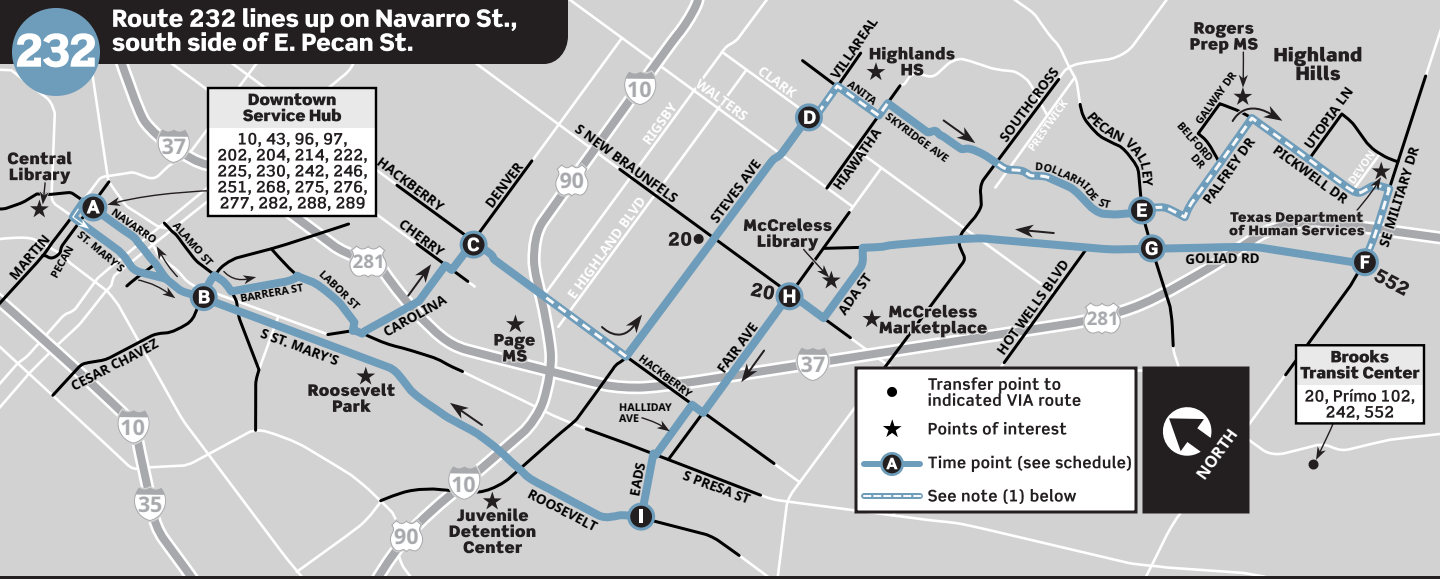 232
Route 232 lines up on Navarro St.,
south side of E. Pecan St.
Downtown
Service Hub
10, 43, 96, 97,
202, 204, 214, 222,
225, 230, 242, 246,
251, 268, 275, 276,
277, 282, 288, 289
37
Central
Library
A
NAVARRO
ST. MARY'S
MARTIN
PECAN
ALAMO ST
B
BARRERA ST
LABOR ST
CESAR CHAVEZ
S ST. MARY'S
CAROLINA
281
HACKBERRY
CHERRY
C
DENVER
10
90
S NEW BRAUNFELS
E HIGHLAND BLVD
RIGSBY
WALTERS
CLARK
STEVES AVE
D
VILLAREAL
ANITA
Highlands
HS
SKYRIDGE AVE
HIAWATHA
SOUTHCROSS
PRESTWICK
DOLLARHIDE ST
PECAN VALLEY
E
Rogers
Prep MS
Highland
Hills
GALWAY DR
BELFORD
DR
PALFREY DR
UTOPIA LN
PICKWELL DR
DEVON
SE MILITARY DR
Texas Department
of Human Services
F
552
GOLIAD RD
G
HOT WELLS BLVD
281
McCreless
Library
20
20
H
ADA ST
McCreless
Marketplace
FAIR AVE
37
HACKBERRY
HALLIDAY
AVE
EADS
S PRESA ST
I
ROOSEVELT
Page
MS
Roosevelt
Park
Juvenile
Detention
Center
10
90
10
35
Brooks
Transit Center
20, Prímo 102,
242, 552
Transfer point to
indicated VIA route
Points of interest
A
Time point (see schedule)
See note (1) below
NORTH